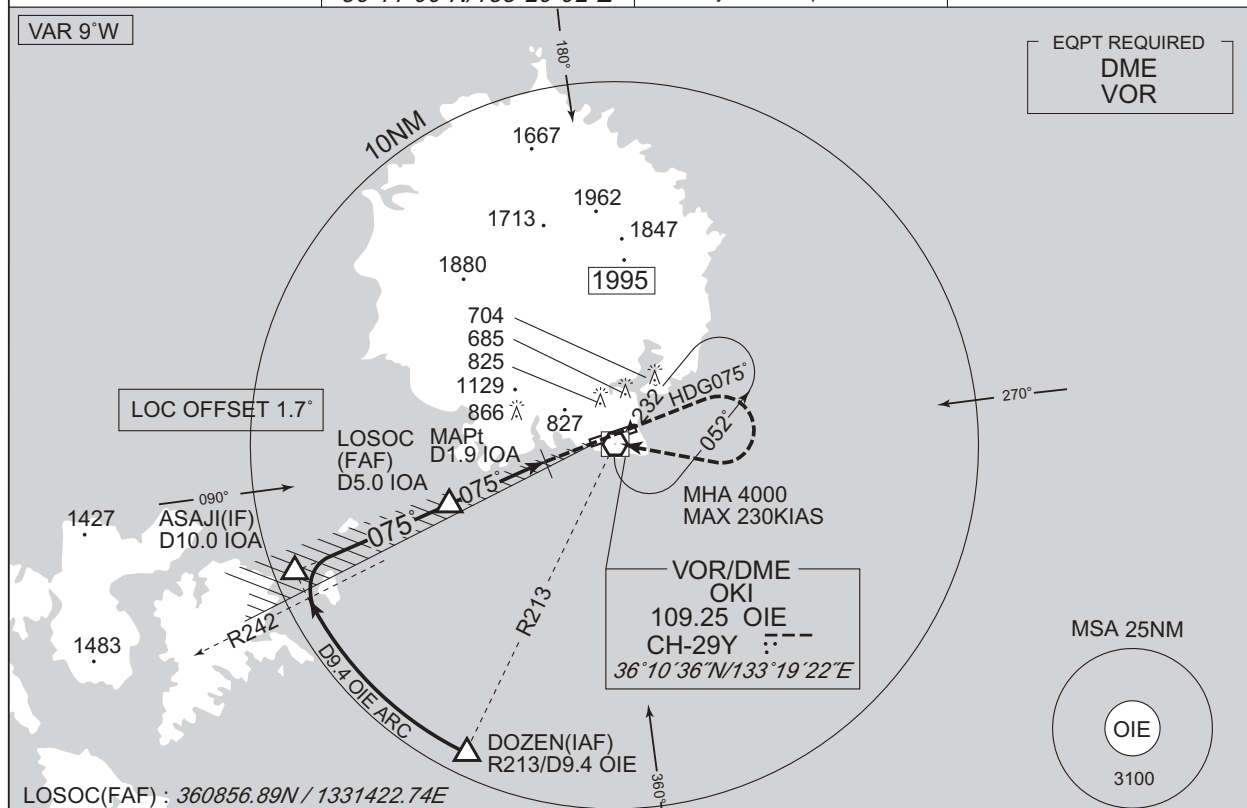 VAR 9°W
EQPT REQUIRED
DME
VOR
180°
10NM
1667
1962
1713
1847
1880
1995
704
685
825
1129
866
827
232°
HDG075°
052°
270°
LOC OFFSET 1.7°
LOSOC
(FAF)
D5.0 IOA
MAPt
D1.9 IOA
075°
075°
MHA 4000
MAX 230KIAS
090°
ASAJI(IF)
D10.0 IOA
1427
1483
R242
R213
D9.4 OIE ARC
VOR/DME
OKI
109.25 OIE
CH-29Y
36°10´36˝N/133°19´22˝E
MSA 25NM
OIE
3100
DOZEN(IAF)
R213/D9.4 OIE
360°
LOSOC(FAF) : 360856.89N / 1331422.74E